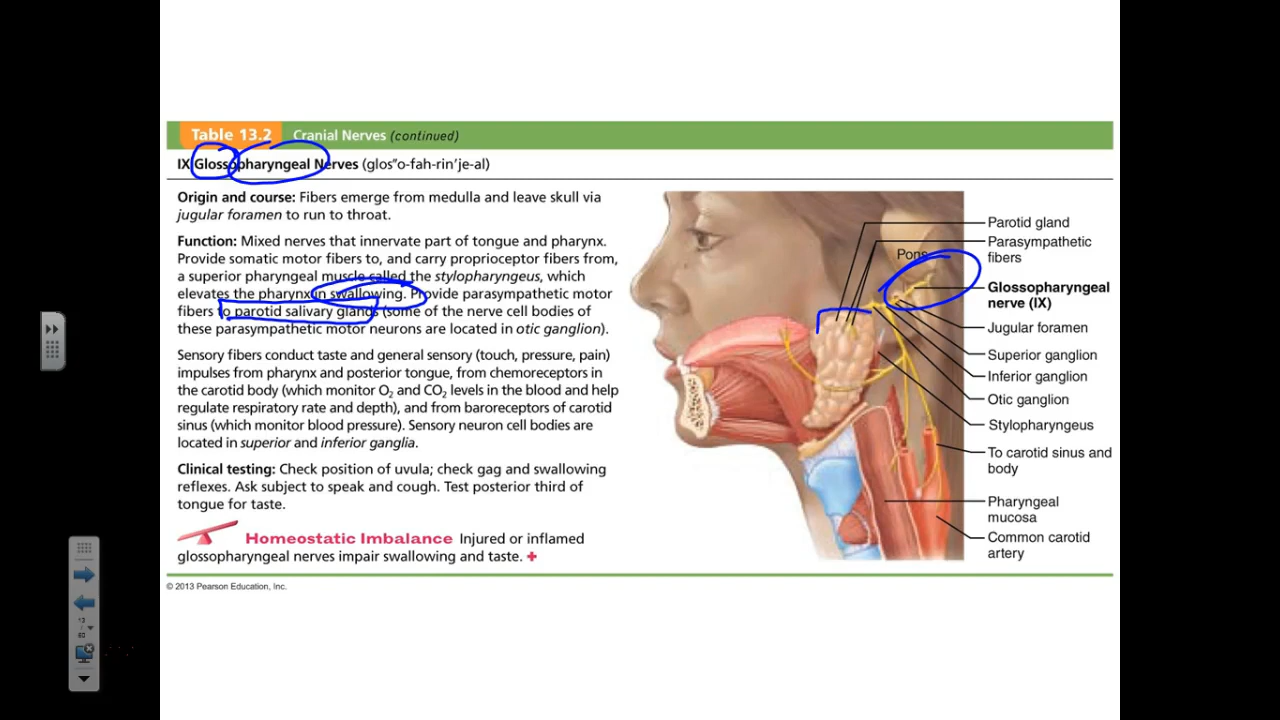 Table 13.2 Cranial Nerves (continued)
IX Glossopharyngeal Nerves (glos"o-fah-rin'je-al)
Origin and course: Fibers emerge from medulla and leave skull via
jugular foramen to run to throat.
Function: Mixed nerves that innervate part of tongue and pharynx.
Provide somatic motor fibers to, and carry proprioceptor fibers from,
a superior pharyngeal muscle called the stylopharyngeus, which
elevates the pharynx in swallowing. Provide parasympathetic motor
fibers to parotid salivary glands (some of the nerve cell bodies of
these parasympathetic motor neurons are located in otic ganglion).
Sensory fibers conduct taste and general sensory (touch, pressure, pain)
impulses from pharynx and posterior tongue, from chemoreceptors in
the carotid body (which monitor O2 and CO2 levels in the blood and help
regulate respiratory rate and depth), and from baroreceptors of carotid
sinus (which monitor blood pressure). Sensory neuron cell bodies are
located in superior and inferior ganglia.
Clinical testing: Check position of uvula; check gag and swallowing
reflexes. Ask subject to speak and cough. Test posterior third of
tongue for taste.
Homeostatic Imbalance Injured or inflamed
glossopharyngeal nerves impair swallowing and taste.
Parotid gland
Parasympathetic
fibers
Pons
Glossopharyngeal
nerve (IX)
Jugular foramen
Superior ganglion
Inferior ganglion
Otic ganglion
Stylopharyngeus
To carotid sinus and
body
Pharyngeal
mucosa
Common carotid
artery
© 2013 Pearson Education, Inc.
13
/
60